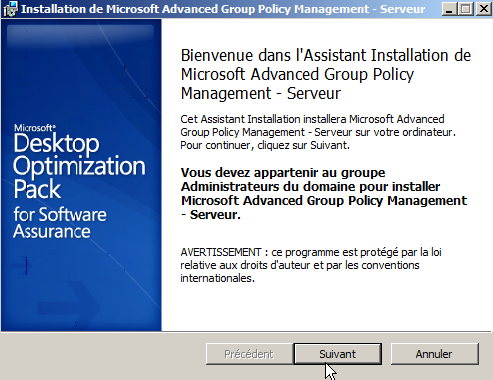 Installation de Microsoft Advanced Group Policy Management - Serveur
Microsoft®
Desktop
Optimization
Pack
for Software
Assurance
Bienvenue dans l'Assistant Installation de
Microsoft Advanced Group Policy
Management - Serveur
Cet Assistant Installation installera Microsoft Advanced
Group Policy Management - Serveur sur votre ordinateur.
Pour continuer, cliquez sur Suivant.
Vous devez appartenir au groupe
Administrateurs du domaine pour installer
Microsoft Advanced Group Policy Management
- Serveur.
AVERTISSEMENT : ce programme est protégé par la loi
relative aux droits d'auteur et par les conventions
internationales.
Précédent
Suivant
Annuler